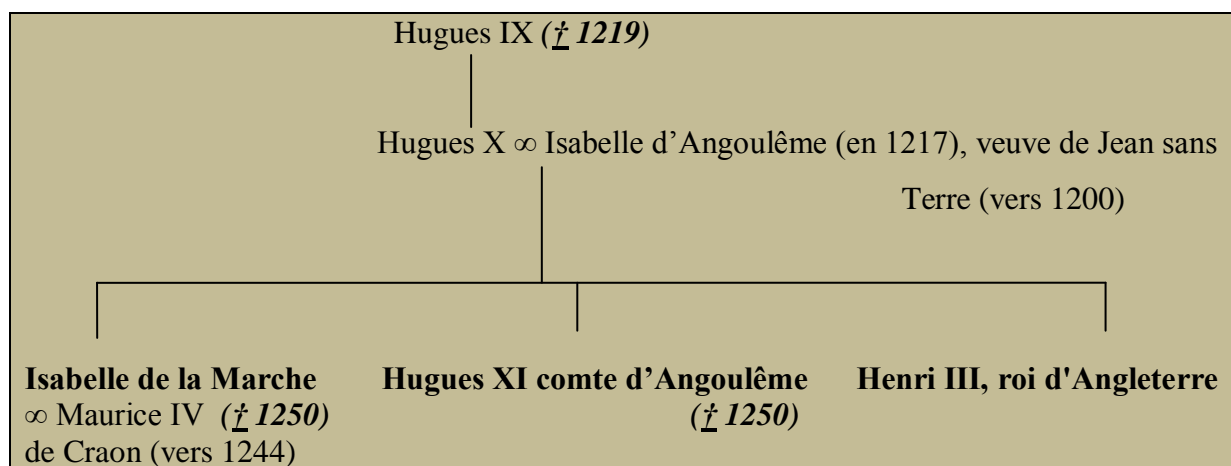 Hugues IX († 1219)
Hugues X ∞ Isabelle d’Angoulême (en 1217), veuve de Jean sans
Terre (vers 1200)
Isabelle de la Marche
∞ Maurice IV († 1250)
de Craon (vers 1244)
Hugues XI comte d’Angoulême
(† 1250)
Henri III, roi d'Angleterre